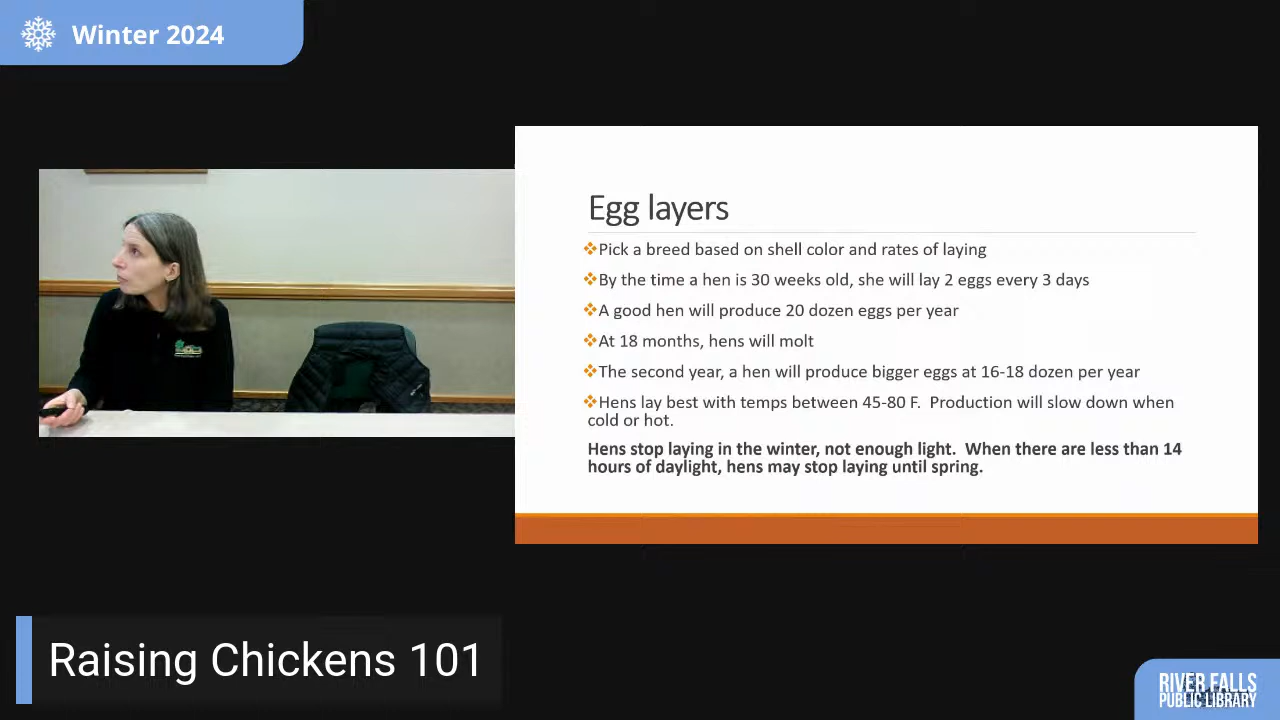 Winter 2024
Egg layers
❖Pick a breed based on shell color and rates of laying
❖By the time a hen is 30 weeks old, she will lay 2 eggs every 3 days
❖A good hen will produce 20 dozen eggs per year
❖At 18 months, hens will molt
❖The second year, a hen will produce bigger eggs at 16-18 dozen per year
❖Hens lay best with temps between 45-80 F.  Production will slow down when
cold or hot.
Hens stop laying in the winter, not enough light.  When there are less than 14
hours of daylight, hens may stop laying until spring.
Raising Chickens 101
RIVER FALLS
PUBLIC LIBRARY